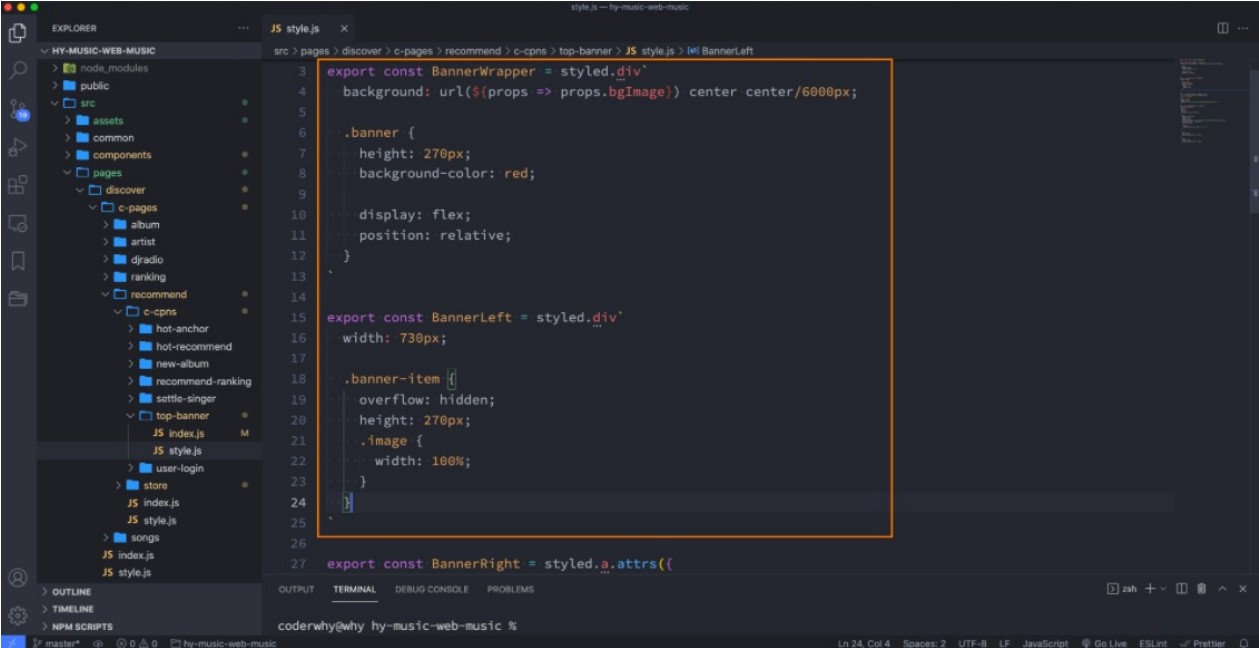 style.js — hy-music-web-music
EXPLORER
JS style.js ×
HY-MUSIC-WEB-MUSIC
src > pages > discover > c-pages > recommend > c-cpns > top-banner > JS style.js > BannerLeft
node_modules
public
src
assets
common
components
pages
discover
c-pages
album
artist
djradio
ranking
recommend
c-cpns
hot-anchor
hot-recommend
new-album
recommend-ranking
settle-singer
top-banner
JS index.js M
JS style.js
user-login
store
JS index.js
JS style.js
songs
JS index.js
JS style.js
OUTLINE
TIMELINE
NPM SCRIPTS
19
3 export const BannerWrapper = styled.div`
4 background: url(${props => props.bgImage}) center center/6000px;
5
6 .banner {
7 height: 270px;
8 background-color: red;
9
10 display: flex;
11 position: relative;
12 }
13 `
14
15 export const BannerLeft = styled.div`
16 width: 730px;
17
18 .banner-item {
19 overflow: hidden;
20 height: 270px;
21 .image {
22 width: 100%;
23 }
24 }
25 `
26
27 export const BannerRight = styled.a.attrs({
OUTPUT TERMINAL DEBUG CONSOLE PROBLEMS
zsh
coderwhy@why hy-music-web-music %
master* 0 0 hy-music-web-music
Ln 24, Col 4 Spaces: 2 UTF-8 LF JavaScript Go Live ESLint Prettier